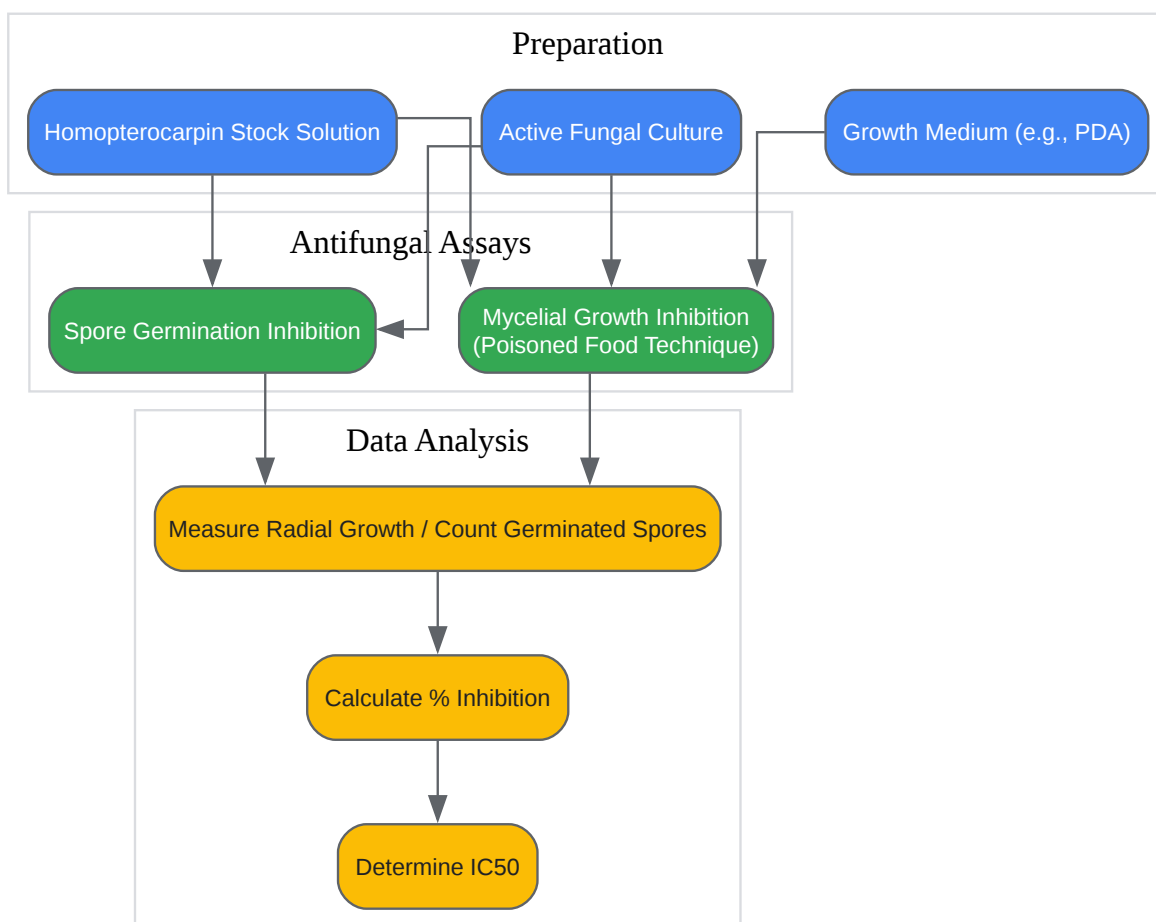 Preparation
Homopterocarpin Stock Solution
Active Fungal Culture
Growth Medium (e.g., PDA)
Antifungal Assays
Spore Germination Inhibition
Mycelial Growth Inhibition
(Poisoned Food Technique)
Data Analysis
Measure Radial Growth / Count Germinated Spores
Calculate % Inhibition
Determine IC50